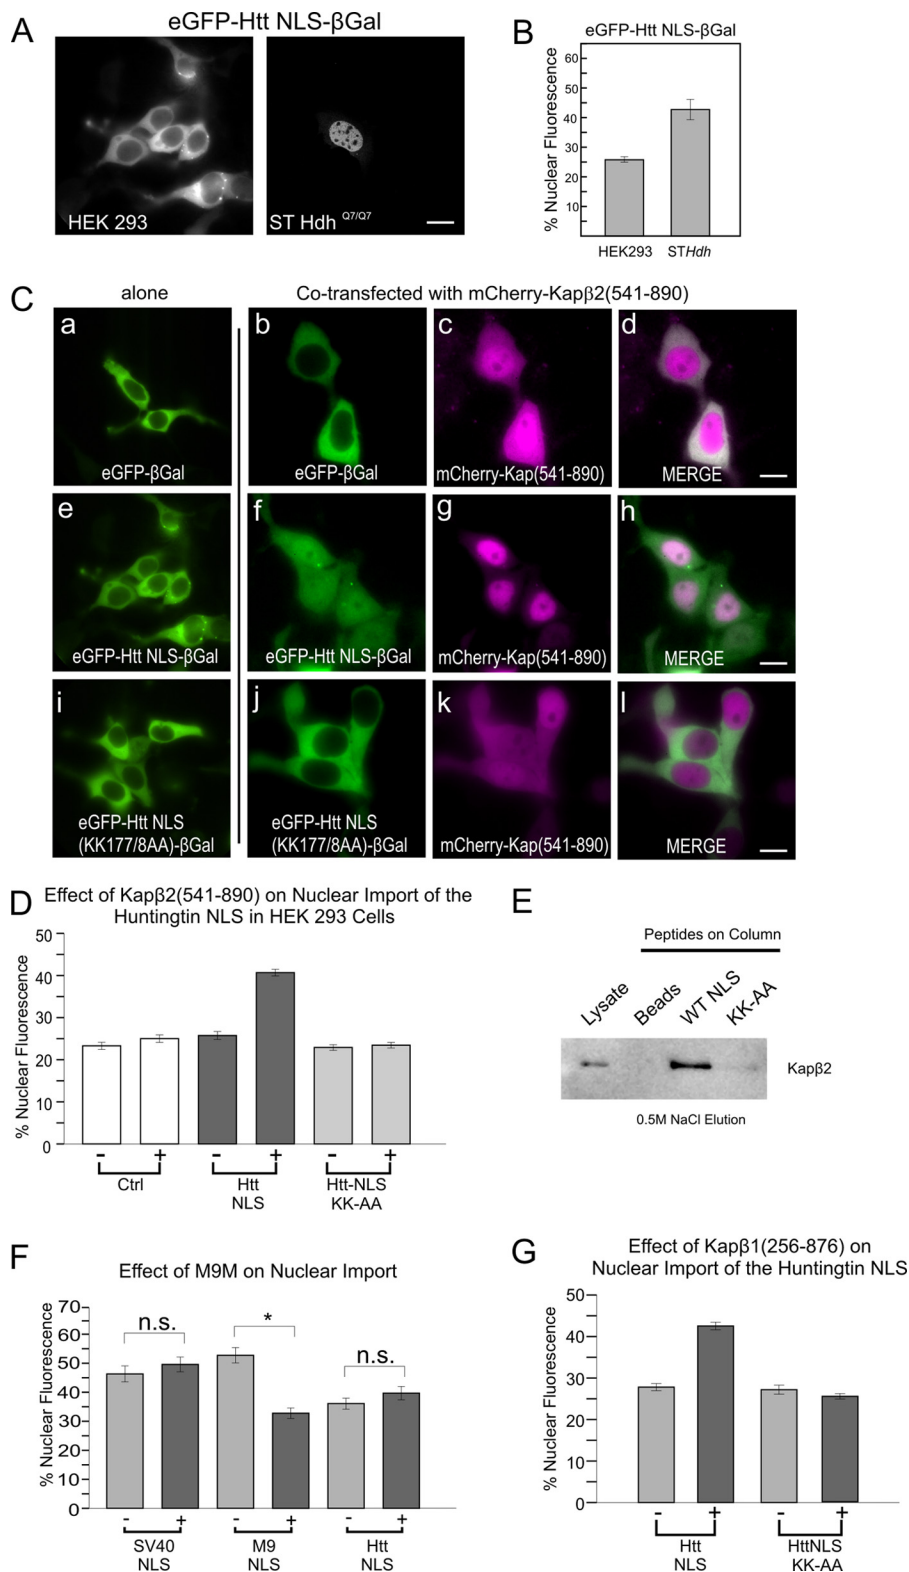 A
eGFP-Htt NLS-βGal
HEK 293
ST Hdh Q7/Q7
B
eGFP-Htt NLS-βGal
% Nuclear Fluorescence
60
50
40
30
20
10
HEK293
STHdh
C
alone
Co-transfected with mCherry-Kapβ2(541-890)
a
eGFP-βGal
b
eGFP-βGal
c
mCherry-Kap(541-890)
d
MERGE
e
eGFP-Htt NLS-βGal
f
eGFP-Htt NLS-βGal
g
mCherry-Kap(541-890)
h
MERGE
i
eGFP-Htt NLS
(KK177/8AA)-βGal
j
eGFP-Htt NLS
(KK177/8AA)-βGal
k
mCherry-Kap(541-890)
l
MERGE
D
Effect of Kapβ2(541-890) on Nuclear Import of the
Huntingtin NLS in HEK 293 Cells
% Nuclear Fluorescence
50
40
30
20
10
0
- + - + - +
Ctrl
Htt
NLS
Htt-NLS
KK-AA
E
Peptides on Column
Lysate
Beads
WT NLS
KK-AA
Kapβ2
0.5M NaCl Elution
F
Effect of M9M on Nuclear Import
% Nuclear Fluorescence
70
60
50
40
30
20
10
0
n.s.
*
n.s.
- + - + - +
SV40
NLS
M9
NLS
Htt
NLS
G
Effect of Kapβ1(256-876) on
Nuclear Import of the Huntingtin NLS
% Nuclear Fluorescence
50
40
30
20
10
0
- + - +
Htt
NLS
HttNLS
KK-AA